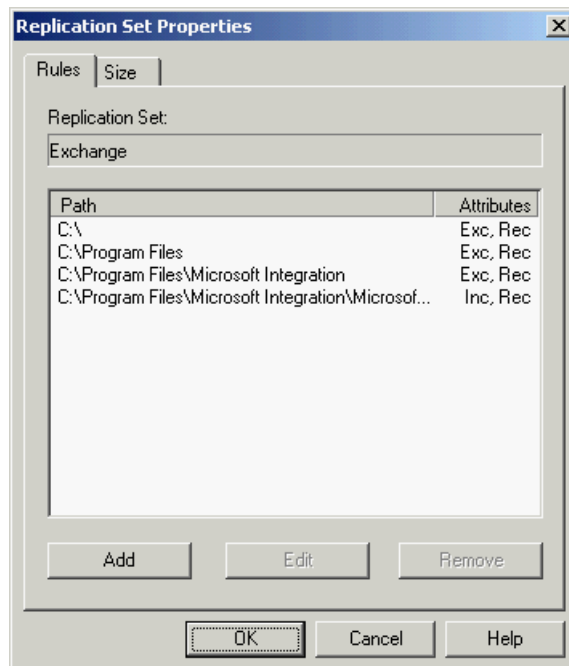 Replication Set Properties
Rules Size
Replication Set:
Exchange
Path Attributes
C:\ Exc, Rec
C:\Program Files Exc, Rec
C:\Program Files\Microsoft Integration Exc, Rec
C:\Program Files\Microsoft Integration\Microsof... Inc, Rec
Add Edit Remove
OK Cancel Help